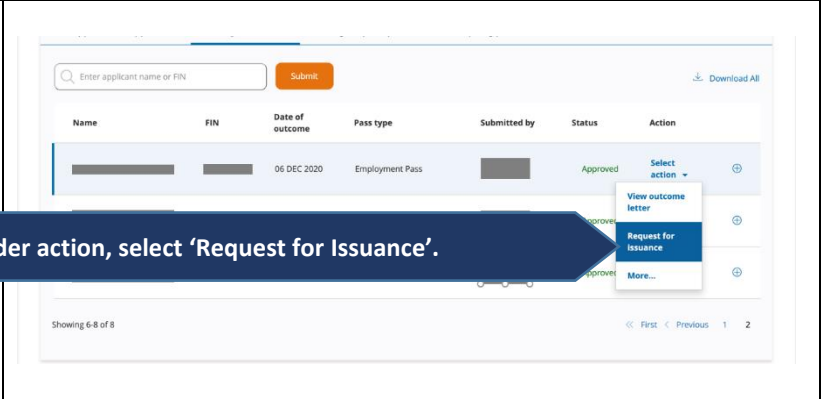 Enter applicant name or FIN
Submit
Download All
Name FIN Date of outcome Pass type Submitted by Status Action
06 DEC 2020 Employment Pass Approved Select action
View outcome letter
Approved
Request for issuance
der action, select ‘Request for Issuance’.
Approved
More...
Showing 6-8 of 8
« First < Previous 1 2